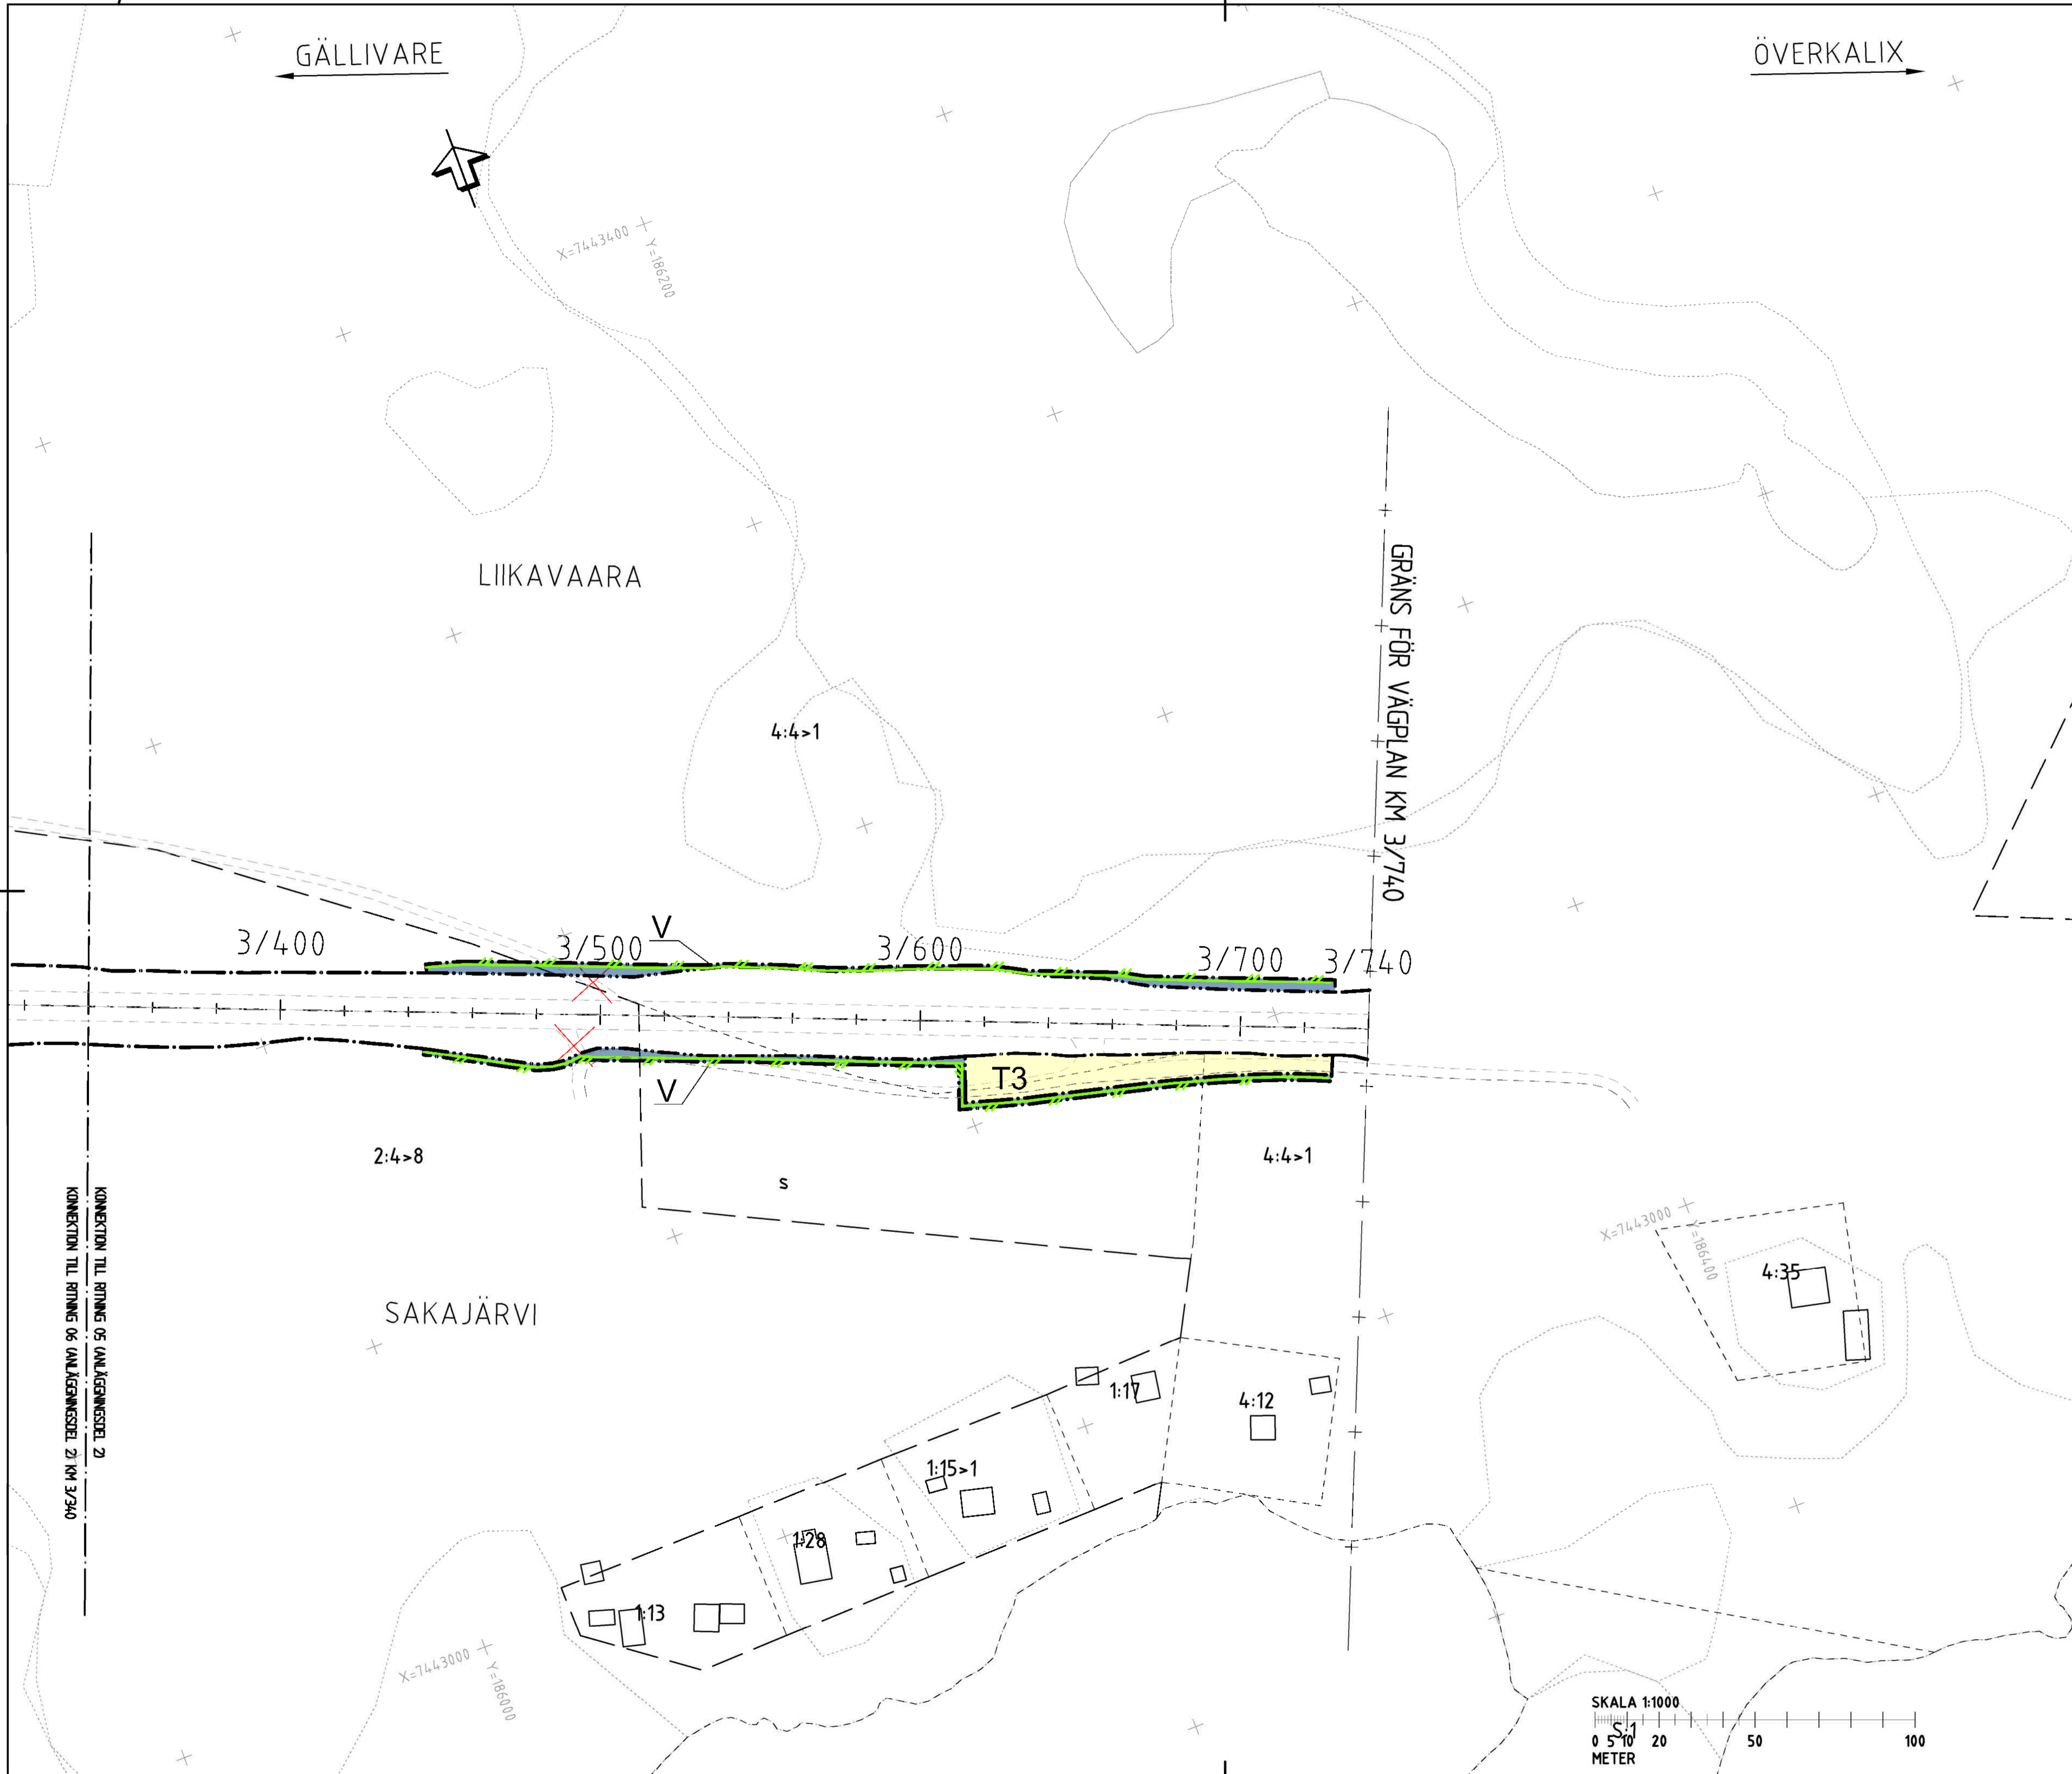 GÄLLIVARE
ÖVERKALIX
X=7443400
Y=186200
LIIKAVAARA
GRÄNS FÖR VÄGPLAN KM 3/740
4:4>1
3/400
3/500
V
3/600
3/700
3/740
T3
V
2:4>8
s
4:4>1
KONNEKTION TILL RITNING 05 (ANLÄGGNINGSDEL 2)
KONNEKTION TILL RITNING 06 (ANLÄGGNINGSDEL 2) KM 3/340
X=7443000
Y=186400
4:35
SAKAJÄRVI
1:17
4:12
1:15>1
1:28
1:13
X=7443000
Y=186000
SKALA 1:1000
S:1
0 5 10 20 50 100
METER